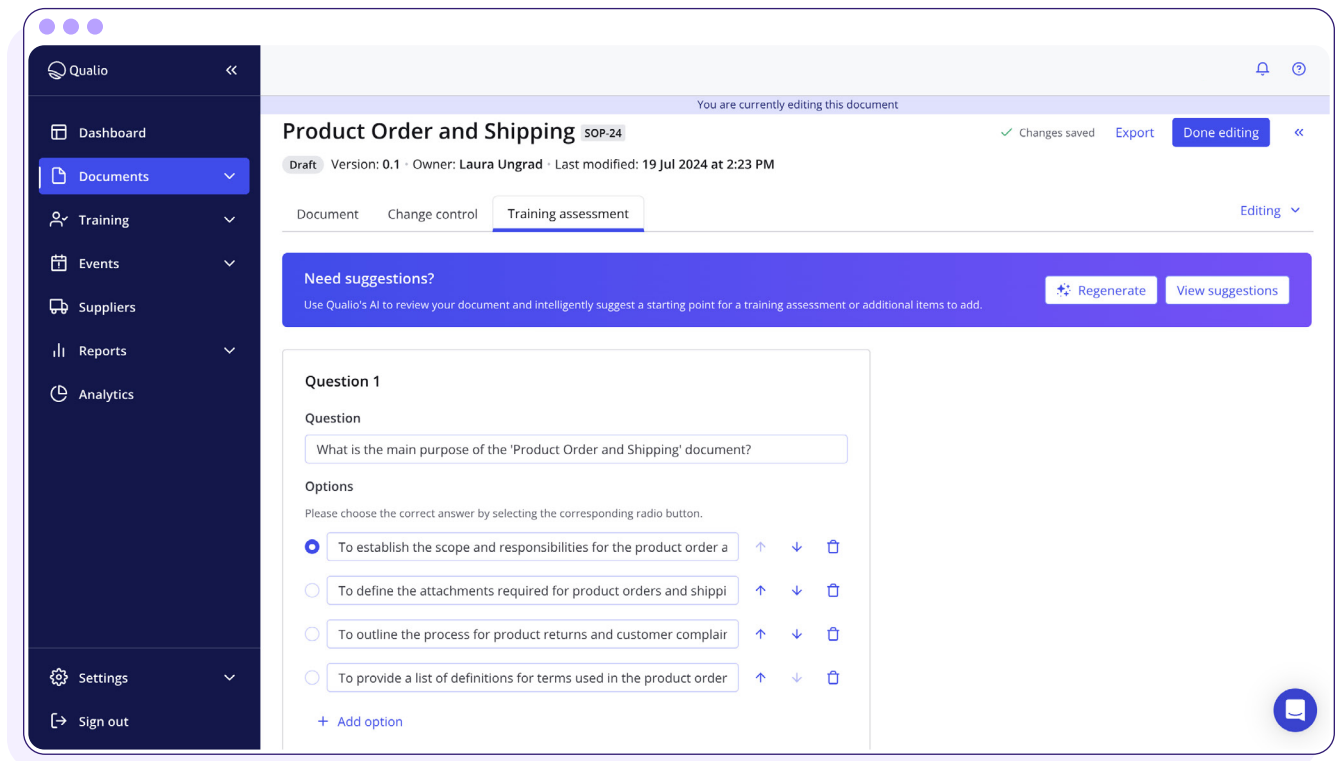 Qualio
You are currently editing this document
Dashboard
Documents
Training
Events
Suppliers
Reports
Analytics
Settings
Sign out
Product Order and Shipping SOP-24
Changes saved Export Done editing
Draft Version: 0.1 · Owner: Laura Ungrad · Last modified: 19 Jul 2024 at 2:23 PM
Document Change control Training assessment Editing
Need suggestions?
Use Qualio's AI to review your document and intelligently suggest a starting point for a training assessment or additional items to add.
Regenerate View suggestions
Question 1
Question
What is the main purpose of the 'Product Order and Shipping' document?
Options
Please choose the correct answer by selecting the corresponding radio button.
To establish the scope and responsibilities for the product order a
To define the attachments required for product orders and shippi
To outline the process for product returns and customer complair
To provide a list of definitions for terms used in the product order
+ Add option